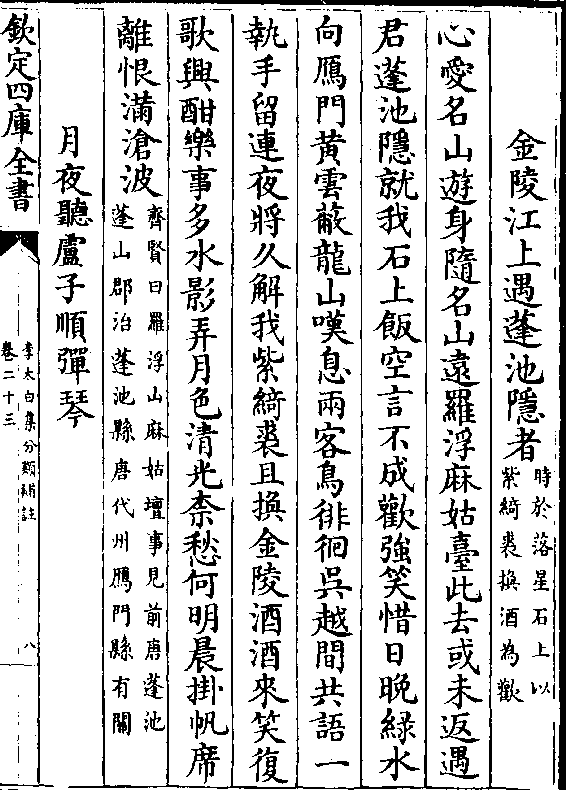 金陵江上遇蓬池隱者
時於落星石上以
紫綺裘換酒為歡
心愛名山遊身隨名山遠羅浮麻姑臺此去或未返遇
君蓬池隱就我石上飯空言不成歡強笑惜日晚綠水
向鴈門黃雲蔽龍山嘆息兩客鳥徘徊吳越間共語一
執手留連夜將久解我紫綺裘且換金陵酒酒來笑復
歌興酣樂事多水影弄月色清光柰愁何明晨掛帆席
離恨滿滄波
齊賢曰羅浮山麻姑壇事見前唐蓬池
蓬山郡治蓬池縣唐代州鴈門縣有關
月夜聽盧子順彈琴
欽定四庫全書
李太白集分類補註
卷二十三
八